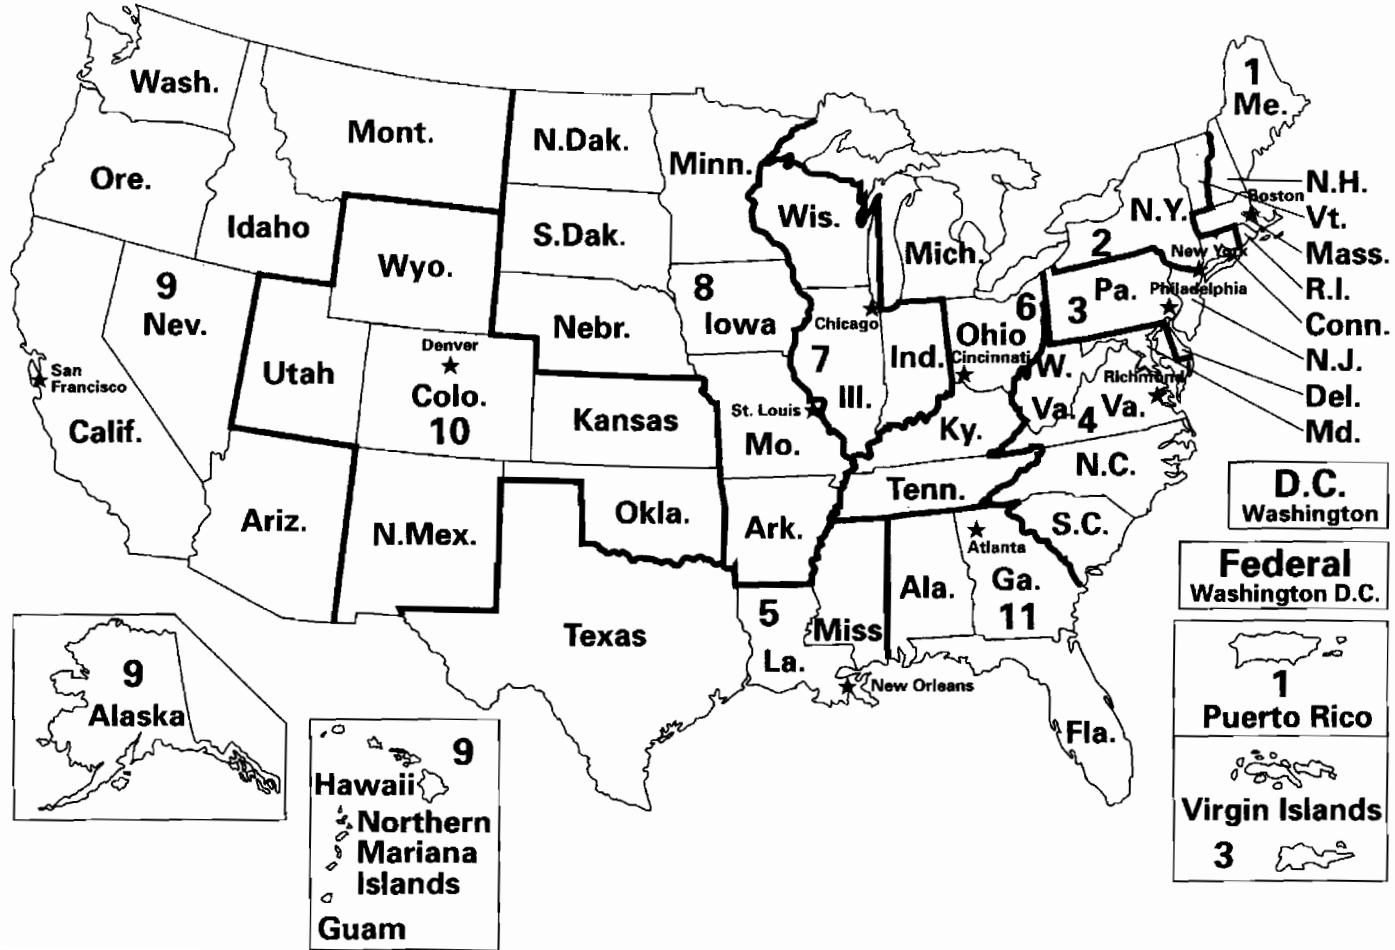 Wash.
Mont.
N.Dak.
Minn.
1
Me.
Ore.
Idaho
Wyo.
S.Dak.
Wis.
Mich.
N.Y.
2
N.H.
Boston
Vt.
Mass.
R.I.
Conn.
N.J.
Del.
Md.
New York
9
Nev.
Nebr.
8
Iowa
Chicago
7
Ill.
Ind.
6
Ohio
Cincinnati
3
Pa.
Philadelphia
San
Francisco
Calif.
Utah
Denver
Colo.
10
Kansas
St. Louis
Mo.
Ky.
W.
Va.
4
Va.
Richmond
Ariz.
N.Mex.
Okla.
Ark.
Tenn.
N.C.
S.C.
Atlanta
Ga.
11
Ala.
Miss
5
La.
New Orleans
Texas
Fla.
D.C.
Washington
Federal
Washington D.C.
9
Alaska
9
Hawaii
Northern
Mariana
Islands
Guam
1
Puerto Rico
Virgin Islands
3